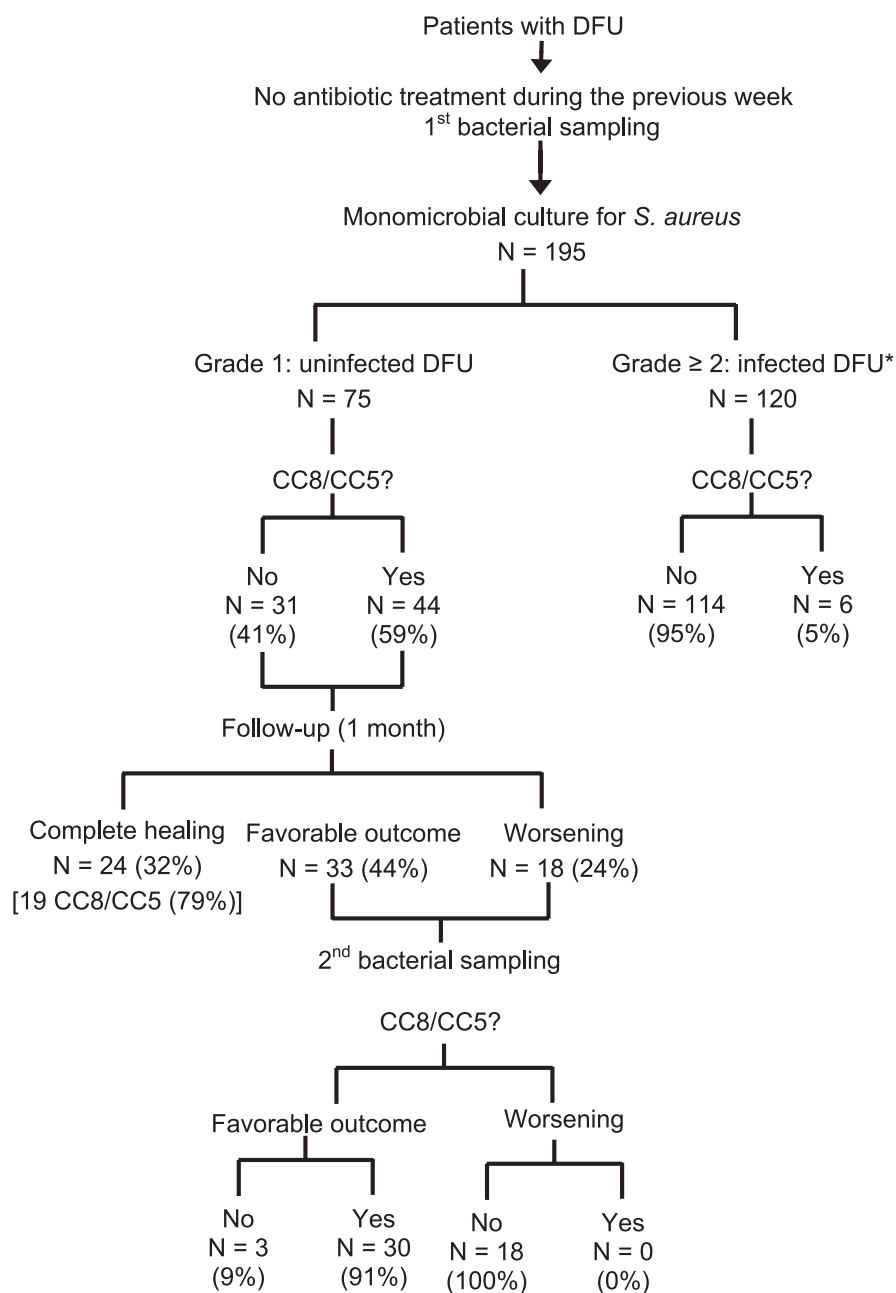 Patients with DFU
No antibiotic treatment during the previous week
1st bacterial sampling
Monomicrobial culture for S. aureus
N = 195
Grade 1: uninfected DFU
N = 75
Grade ≥ 2: infected DFU*
N = 120
CC8/CC5?
No
N = 31
(41%)
Yes
N = 44
(59%)
CC8/CC5?
No
N = 114
(95%)
Yes
N = 6
(5%)
Follow-up (1 month)
Complete healing
N = 24 (32%)
[19 CC8/CC5 (79%)]
Favorable outcome
N = 33 (44%)
Worsening
N = 18 (24%)
2nd bacterial sampling
CC8/CC5?
Favorable outcome
No
N = 3
(9%)
Yes
N = 30
(91%)
Worsening
No
N = 18
(100%)
Yes
N = 0
(0%)